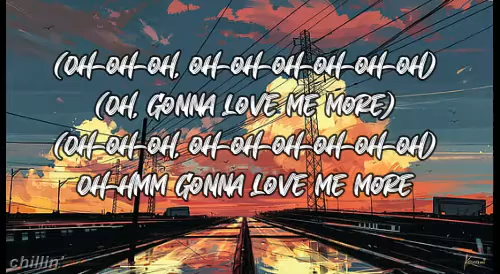 (OH-OH-OH, OH-OH-OH-OH-OH-OH)
(OH, GONNA LOVE ME MORE)
(OH-OH-OH, OH-OH-OH-OH-OH-OH)
OH-HMM GONNA LOVE ME MORE
chillin'